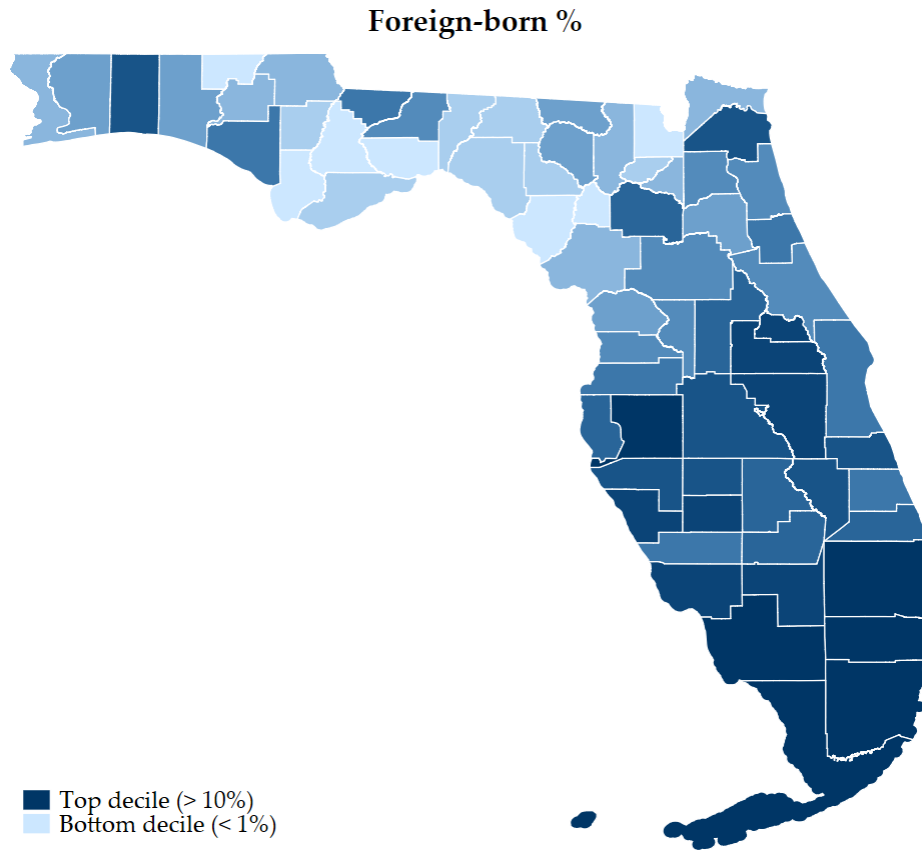 Foreign-born %
Top decile (> 10%)
Bottom decile (< 1%)